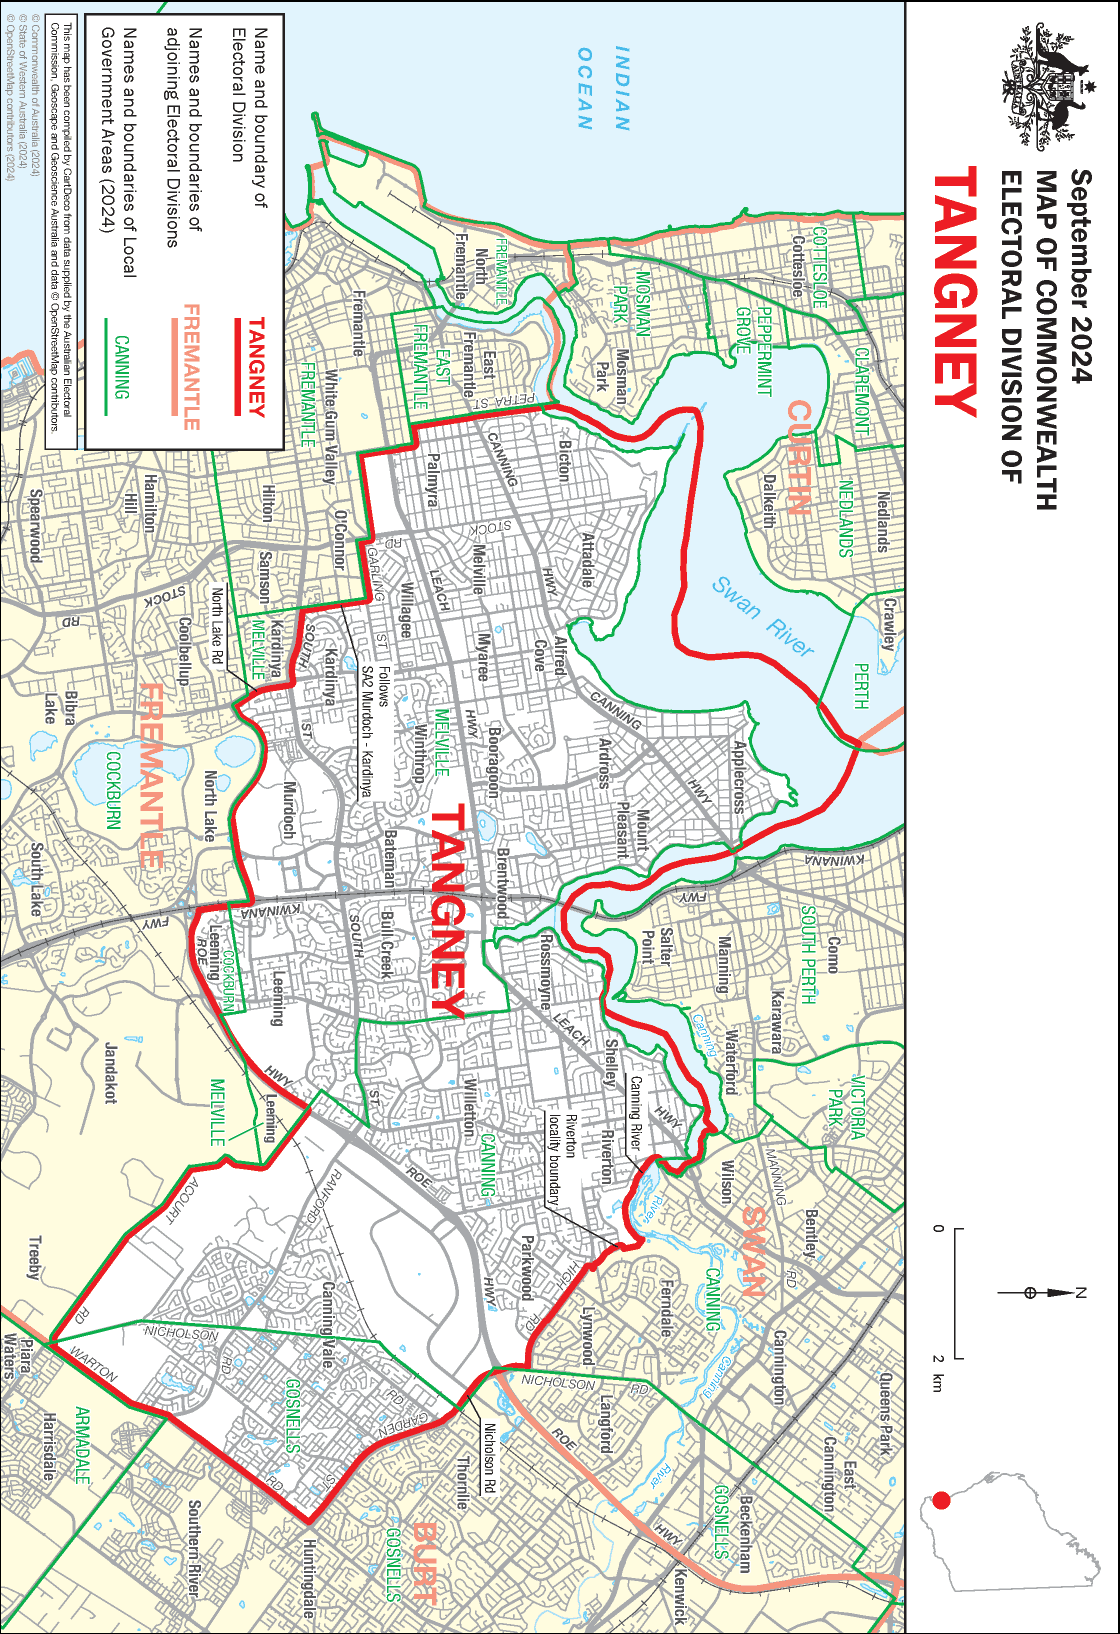 September 2024
MAP OF COMMONWEALTH
ELECTORAL DIVISION OF
TANGNEY
0
2 km
N
INDIAN
OCEAN
Name and boundary of
Electoral Division
TANGNEY
Names and boundaries of
adjoining Electoral Divisions
FREMANTLE
Names and boundaries of Local
Government Areas (2024)
CANNING
This map has been compiled by CartDeco from data supplied by the Australian Electoral
Commission, Geoscape and Geoscience Australia and data © OpenStreetMap contributors.
© Commonwealth of Australia (2024)
© State of Western Australia (2024)
© OpenStreetMap contributors (2024)
COTTESLOE
Cottesloe
CLAREMONT
PEPPERMINT
GROVE
MOSMAN
PARK
Mosman
Park
CURTIN
NEDLANDS
Nedlands
Dalkeith
Crawley
PERTH
Swan River
FREMANTLE
North
Fremantle
EAST
FREMANTLE
East
Fremantle
PETRA ST
Fremantle
FREMANTLE
White Gum Valley
Bicton
CANNING
HWY
Palmyra
STOCK
RD
Attadale
Melville
LEACH
HWY
Willagee
GARLING
ST
O'Connor
Hilton
Samson
Hamilton
Hill
Spearwood
STOCK
RD
Coolbellup
North Lake Rd
MELVILLE
Kardinya
SOUTH
ST
Kardinya
Follows
SA2 Murdoch - Kardinya
Myaree
Alfred
Cove
CANNING
HWY
MELVILLE
Winthrop
Booragoon
Ardross
Applecross
Mount
Pleasant
TANGNEY
Brentwood
Bateman
Murdoch
North Lake
FREMANTLE
COCKBURN
Bibra
Lake
South Lake
KWINANA
FWY
SOUTH PERTH
Como
Manning
Salter
Point
Karawara
Waterford
Canning
KWINANA
FWY
Leeming
ROE
COCKBURN
Leeming
SOUTH
ST
Bull Creek
Rossmoyne
LEACH
HWY
Shelley
Canning River
Riverton
locality boundary
Riverton
Willetton
CANNING
HWY
Leeming
MELVILLE
Jandakot
VICTORIA
PARK
MANNING
RD
Bentley
Wilson
SWAN
River
CANNING
Canning
River
Ferndale
Lynwood
HIGH
RD
Parkwood
ROE
HWY
RANFORD
RD
ACOURT
RD
Treeby
Canning Vale
NICHOLSON
RD
WARTON
RD
Piara
Waters
Harrisdale
ARMADALE
GOSNELLS
GARDEN
ST
Nicholson Rd
NICHOLSON
RD
Langford
Cannington
Queens Park
East
Cannington
Beckenham
GOSNELLS
ROE
HWY
Kenwick
Thornlie
BURT
GOSNELLS
Huntingdale
Southern River